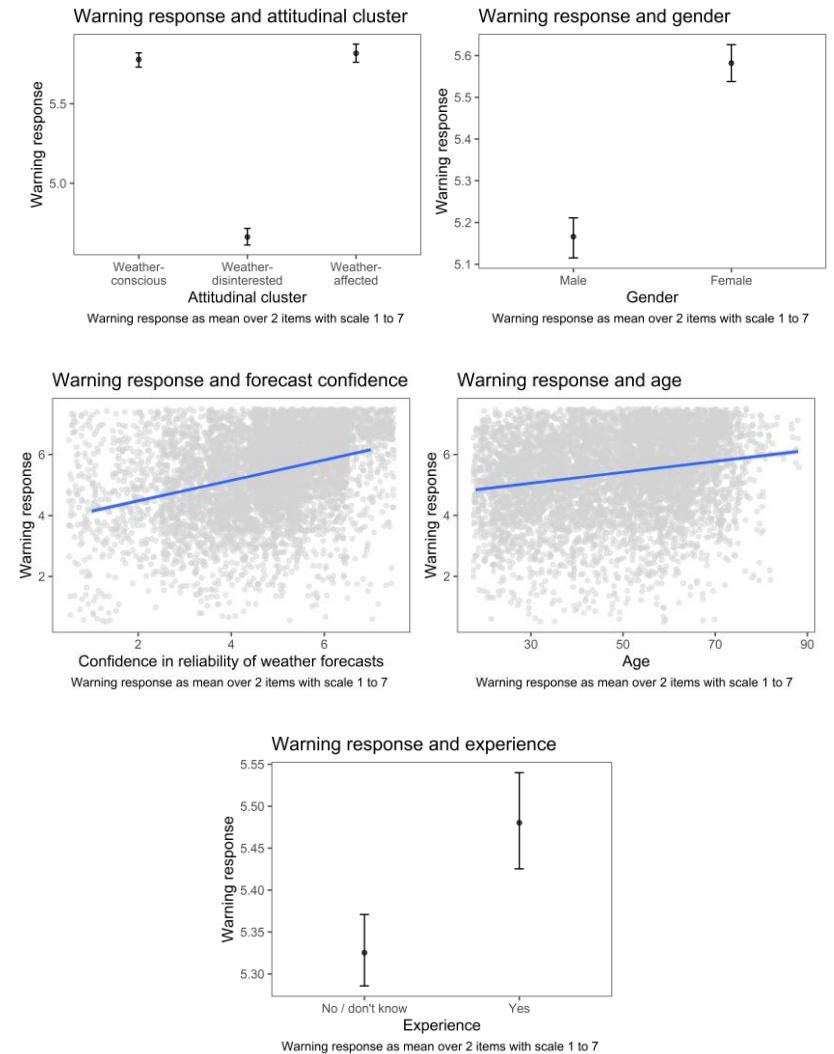 Warning response and attitudinal cluster
Warning response
5.5
5.0
Weather-
conscious
Weather-
disinterested
Weather-
affected
Attitudinal cluster
Warning response as mean over 2 items with scale 1 to 7
Warning response and gender
Warning response
5.6
5.5
5.4
5.3
5.2
5.1
Male
Female
Gender
Warning response as mean over 2 items with scale 1 to 7
Warning response and forecast confidence
Warning response
6
4
2
2
4
6
Confidence in reliability of weather forecasts
Warning response as mean over 2 items with scale 1 to 7
Warning response and age
Warning response
6
4
2
30
50
70
90
Age
Warning response as mean over 2 items with scale 1 to 7
Warning response and experience
Warning response
5.55
5.50
5.45
5.40
5.35
5.30
No / don't know
Yes
Experience
Warning response as mean over 2 items with scale 1 to 7